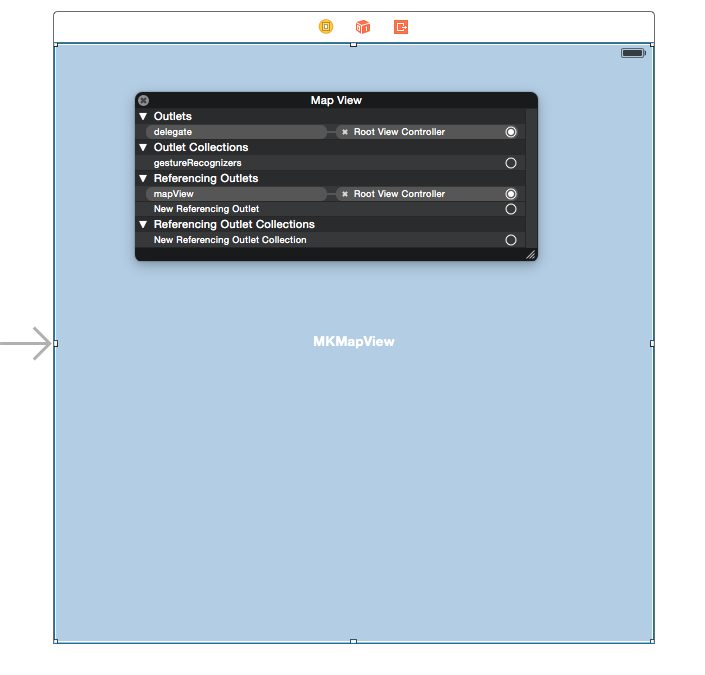 Map View
Outlets
delegate Root View Controller
Outlet Collections
gestureRecognizers
Referencing Outlets
mapView Root View Controller
New Referencing Outlet
Referencing Outlet Collections
New Referencing Outlet Collection
MKMapView